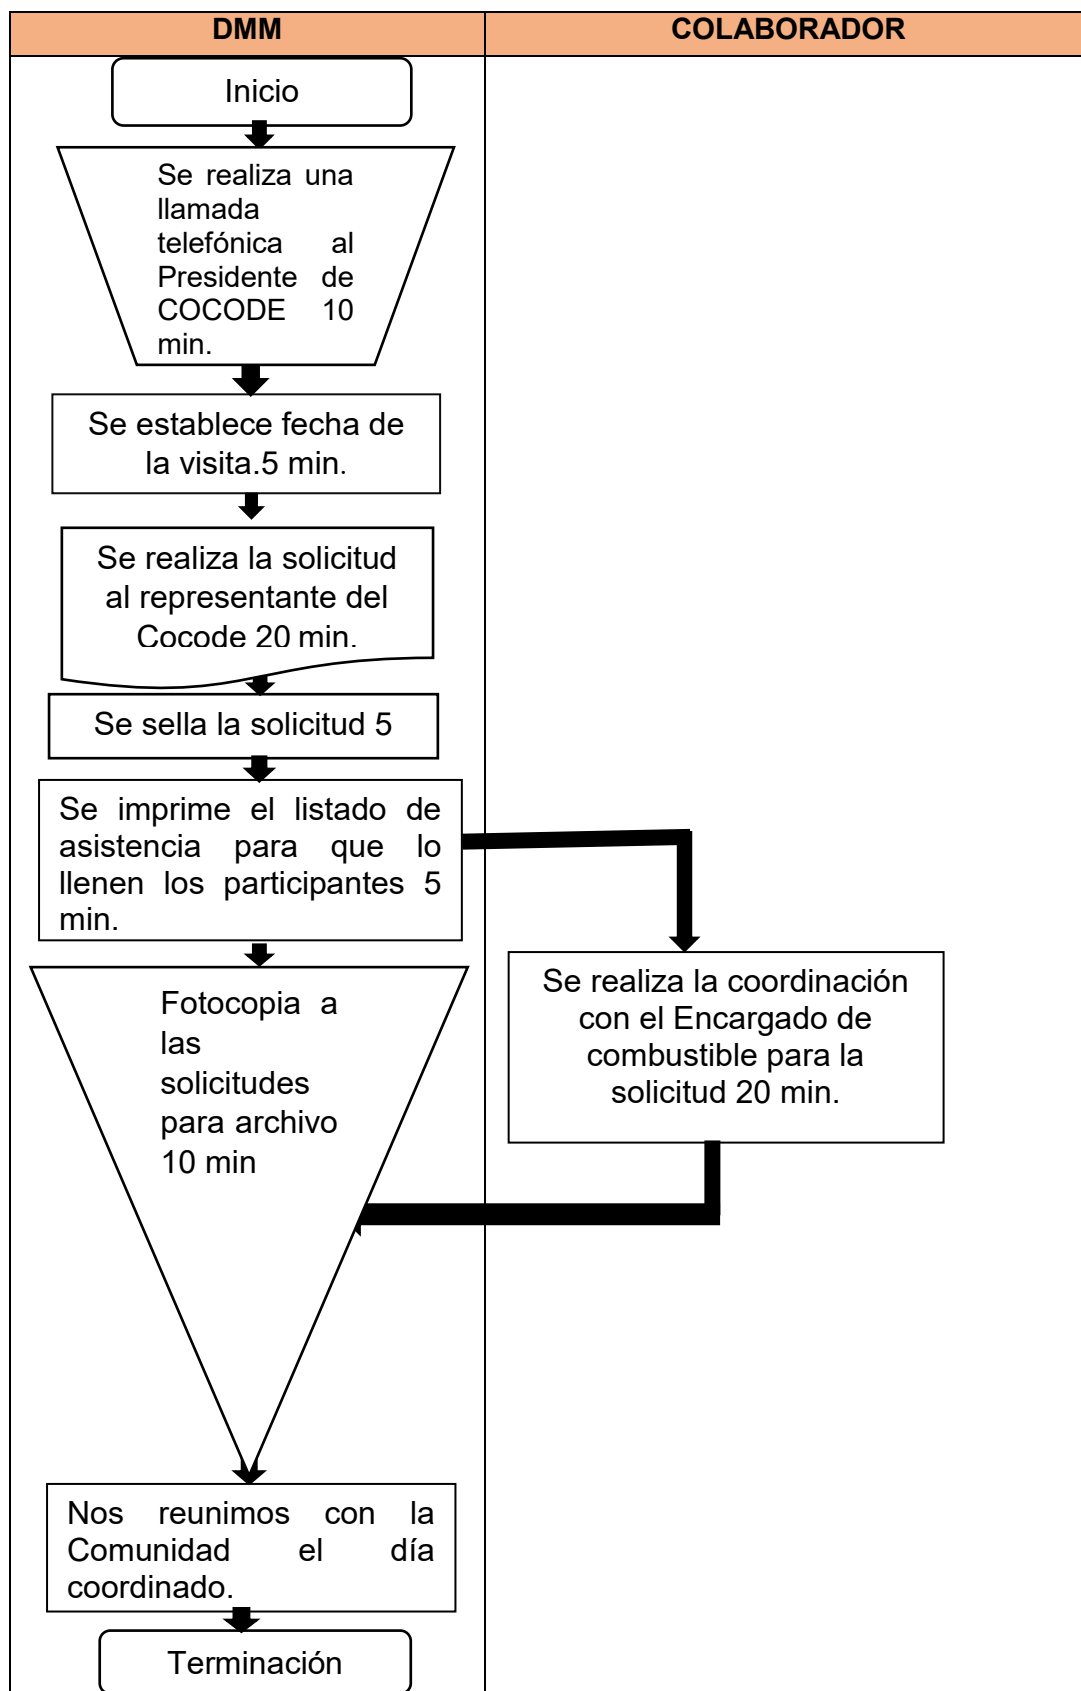 DMM
COLABORADOR
Inicio
Se realiza una
llamada
telefónica al
Presidente de
COCODE 10
min.
Se establece fecha de
la visita.5 min.
Se realiza la solicitud
al representante del
Cocode 20 min.
Se sella la solicitud 5
Se imprime el listado de
asistencia para que lo
llenen los participantes 5
min.
Se realiza la coordinación
con el Encargado de
combustible para la
solicitud 20 min.
Fotocopia a
las
solicitudes
para archivo
10 min
Nos reunimos con la
Comunidad el día
coordinado.
Terminación